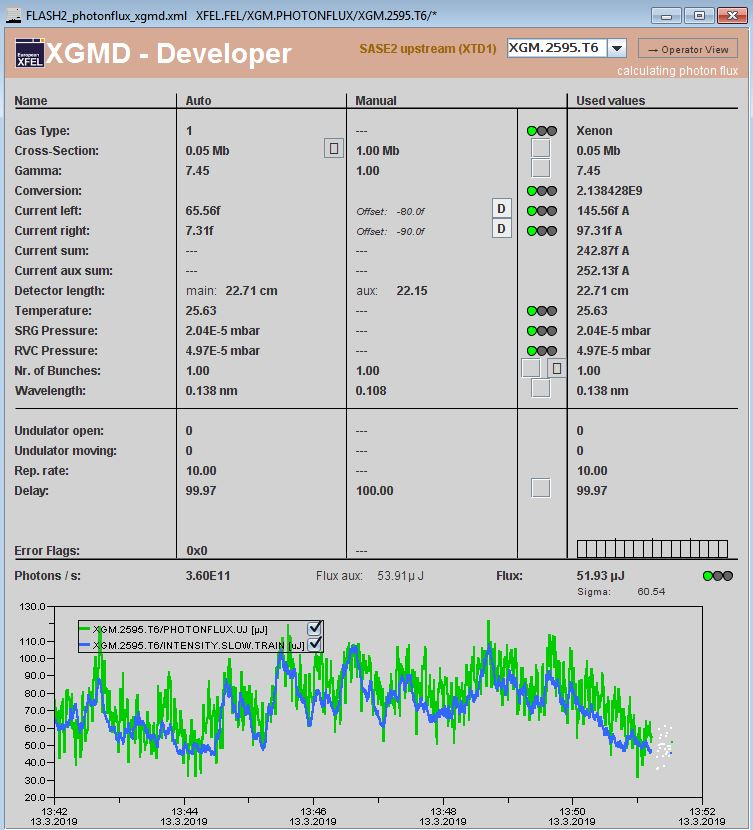 FLASH2_photonflux_xgmd.xml XFEL.FEL/XGM.PHOTONFLUX/XGM.2595.T6/*
European XFEL XGMD - Developer SASE2 upstream (XTD1) XGM.2595.T6 → Operator View
calculating photon flux
Name Auto Manual Used values
Gas Type: 1 --- Xenon
Cross-Section: 0.05 Mb 1.00 Mb 0.05 Mb
Gamma: 7.45 1.00 7.45
Conversion: 2.138428E9
Current left: 65.56f Offset: -80.0f D 145.56f A
Current right: 7.31f Offset: -90.0f D 97.31f A
Current sum: --- --- 242.87f A
Current aux sum: --- --- 252.13f A
Detector length: main: 22.71 cm aux: 22.15 22.71 cm
Temperature: 25.63 --- 25.63
SRG Pressure: 2.04E-5 mbar --- 2.04E-5 mbar
RVC Pressure: 4.97E-5 mbar --- 4.97E-5 mbar
Nr. of Bunches: 1.00 1.00 1.00
Wavelength: 0.138 nm 0.108 0.138 nm
Undulator open: 0 --- 0
Undulator moving: 0 --- 0
Rep. rate: 10.00 --- 10.00
Delay: 99.97 100.00 99.97
Error Flags: 0x0 ---
Photons / s: 3.60E11 Flux aux: 53.91µ J Flux: 51.93 µJ
Sigma: 60.54
130.0
XGM.2595.T6/PHOTONFLUX.UJ [µJ]
110.0
XGM.2595.T6/INTENSITY.SLOW.TRAIN [uJ]
100.0
90.0
80.0
70.0
60.0
50.0
40.0
30.0
20.0
13:42 13:44 13:46 13:48 13:50 13:52
13.3.2019 13.3.2019 13.3.2019 13.3.2019 13.3.2019 13.3.2019